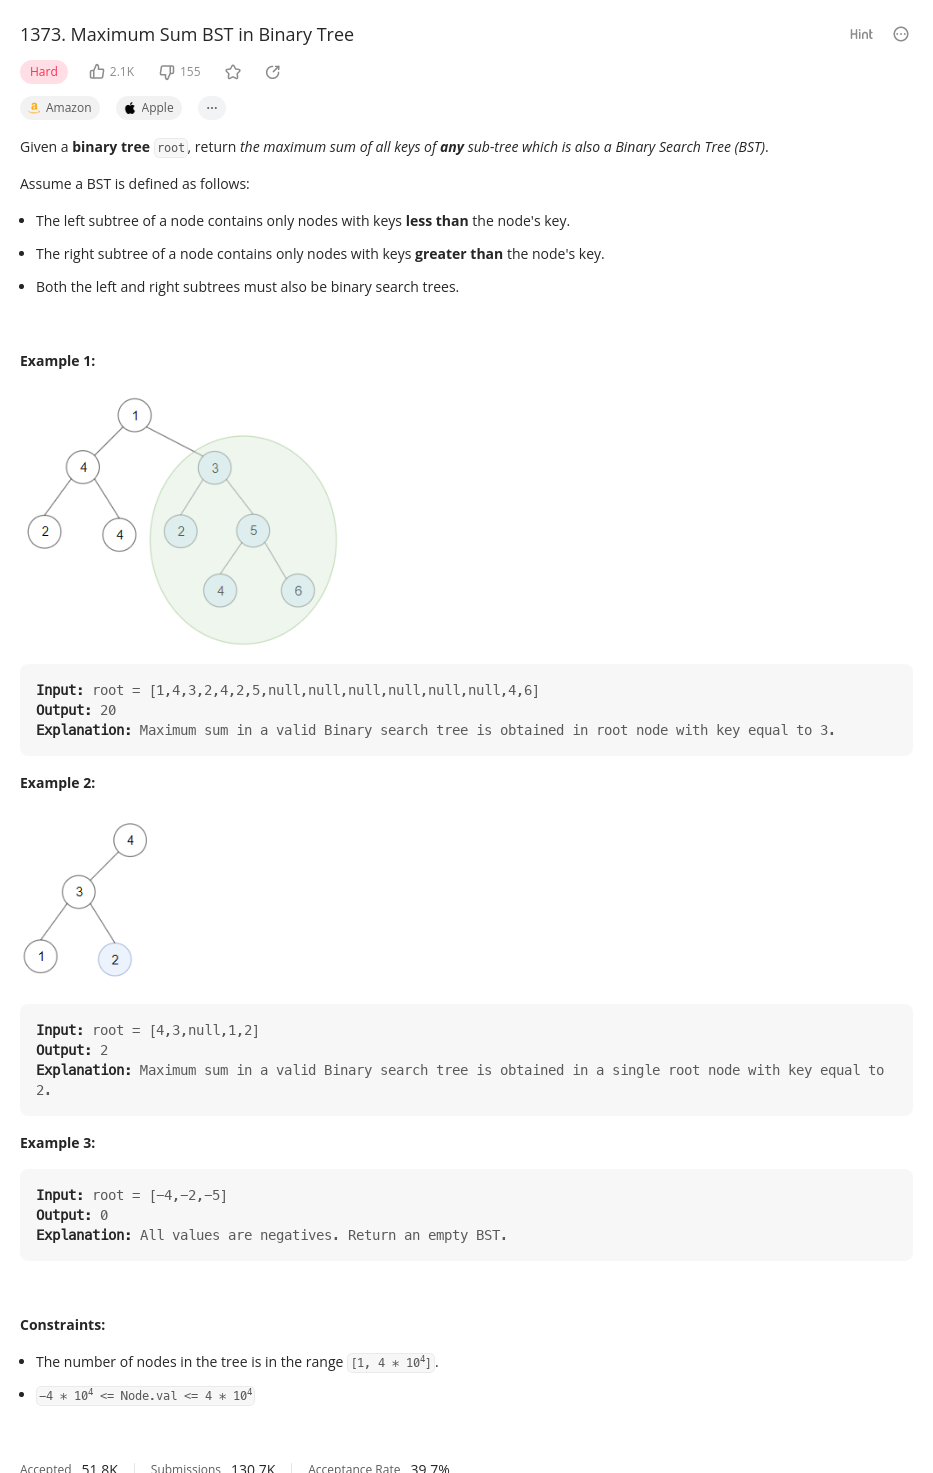 1373. Maximum Sum BST in Binary Tree
Hint
Hard 2.1K 155
Amazon Apple ...
Given a binary tree root, return the maximum sum of all keys of any sub-tree which is also a Binary Search Tree (BST).
Assume a BST is defined as follows:
• The left subtree of a node contains only nodes with keys less than the node's key.
• The right subtree of a node contains only nodes with keys greater than the node's key.
• Both the left and right subtrees must also be binary search trees.
Example 1:
1
4 3
2 4 2 5
4 6
Input: root = [1,4,3,2,4,2,5,null,null,null,null,null,null,4,6]
Output: 20
Explanation: Maximum sum in a valid Binary search tree is obtained in root node with key equal to 3.
Example 2:
4
3
1 2
Input: root = [4,3,null,1,2]
Output: 2
Explanation: Maximum sum in a valid Binary search tree is obtained in a single root node with key equal to
2.
Example 3:
Input: root = [-4,-2,-5]
Output: 0
Explanation: All values are negatives. Return an empty BST.
Constraints:
• The number of nodes in the tree is in the range [1, 4 * 10⁴].
• -4 * 10⁴ <= Node.val <= 4 * 10⁴
Accepted 51.8K Submissions 130.7K Acceptance Rate 39.7%